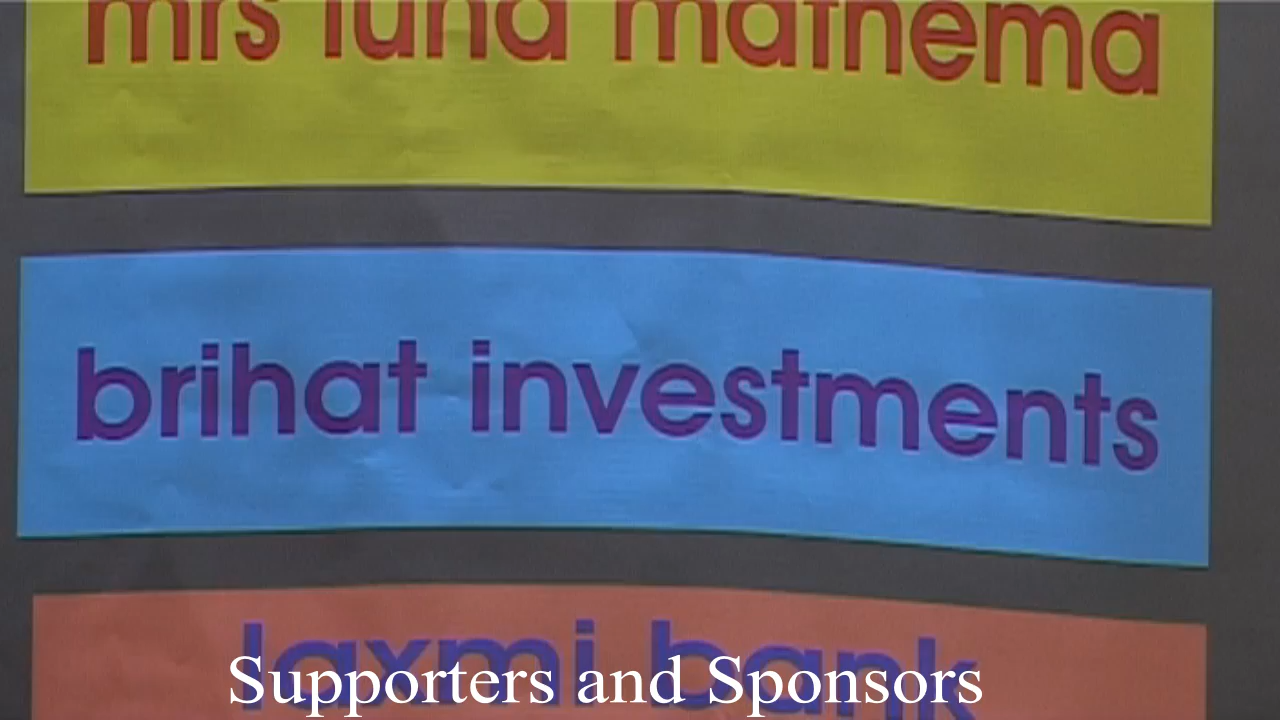 mrs luna mathema
brihat investments
laxmi bank
Supporters and Sponsors